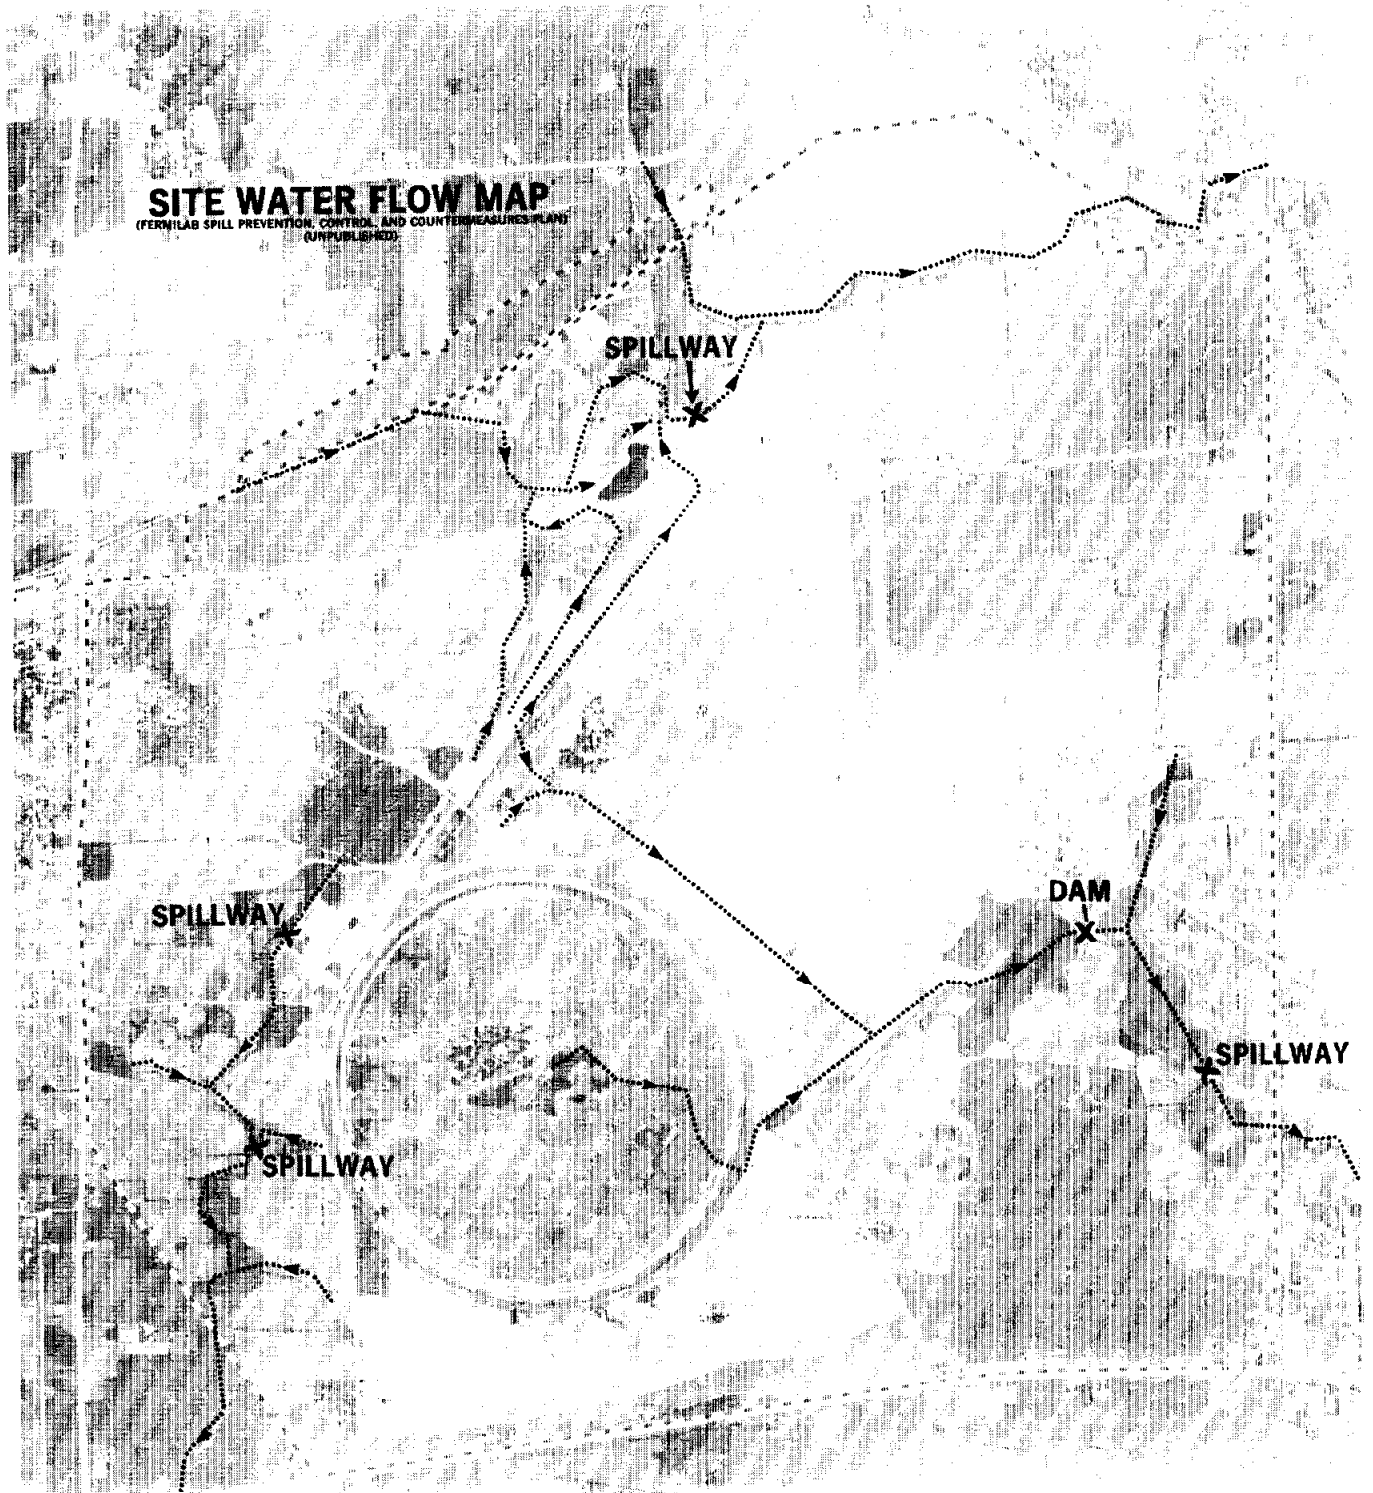 SITE WATER FLOW MAP
(FERMILAB SPILL PREVENTION, CONTROL, AND COUNTERMEASURES PLAN)
(UNPUBLISHED)
SPILLWAY
DAM
SPILLWAY
SPILLWAY
SPILLWAY